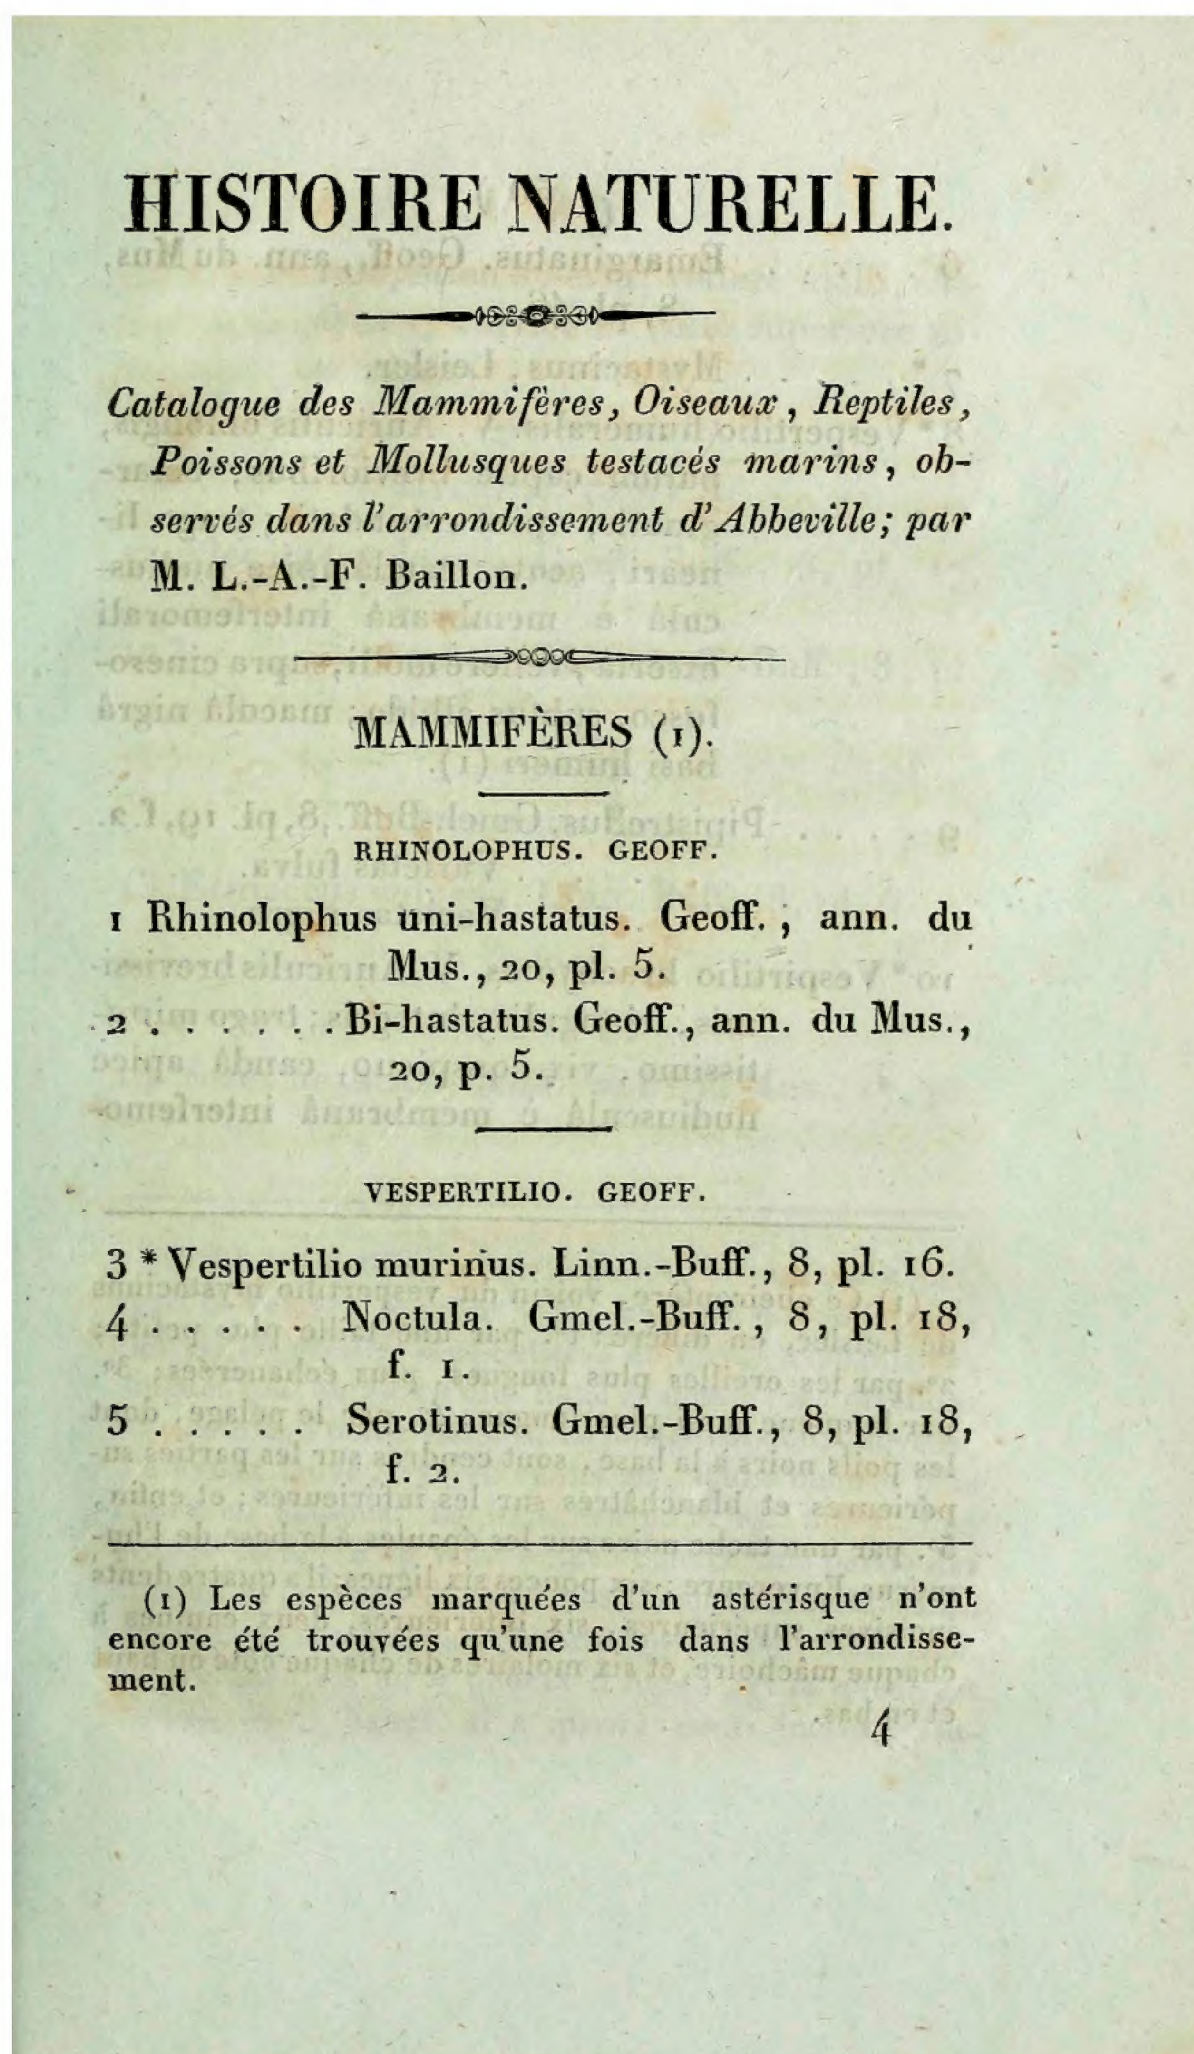 HISTOIRE NATURELLE.
Catalogue des Mammifères, Oiseaux, Reptiles,
Poissons et Mollusques testacés marins, ob-
servés dans l'arrondissement d'Abbeville; par
M. L.-A.-F. Baillon.
MAMMIFÈRES (1).
RHINOLOPHUS. GEOFF.
1 Rhinolophus uni-hastatus. Geoff.; ann. du
Mus., 20, pl. 5.
2 . . . . . . Bi-hastatus. Geoff., ann. du Mus.,
20, p. 5.
VESPERTILIO. GEOFF.
3 * Vespertilio murinus. Linn.-Buff., 8, pl. 16.
4 . . . . . Noctula. Gmel.-Buff., 8, pl. 18,
f. 1.
5 . . . . . Serotinus. Gmel.-Buff., 8, pl. 18,
f. 2.
(1) Les espèces marquées d'un astérisque n'ont
encore été trouvées qu'une fois dans l'arrondisse-
ment.
4